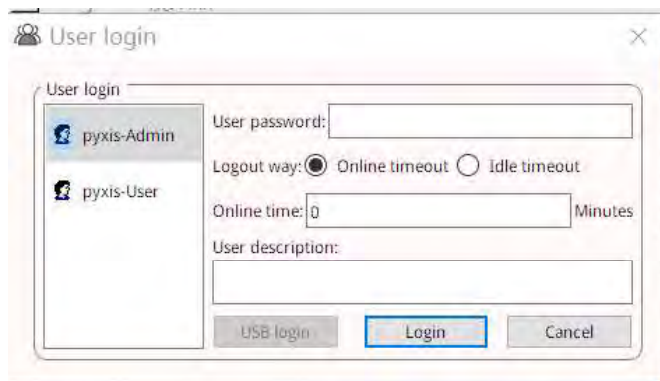 User login
User login
pyxis-Admin
pyxis-User
User password:
Logout way: Online timeout Idle timeout
Online time: 0 Minutes
User description:
USB login Login Cancel